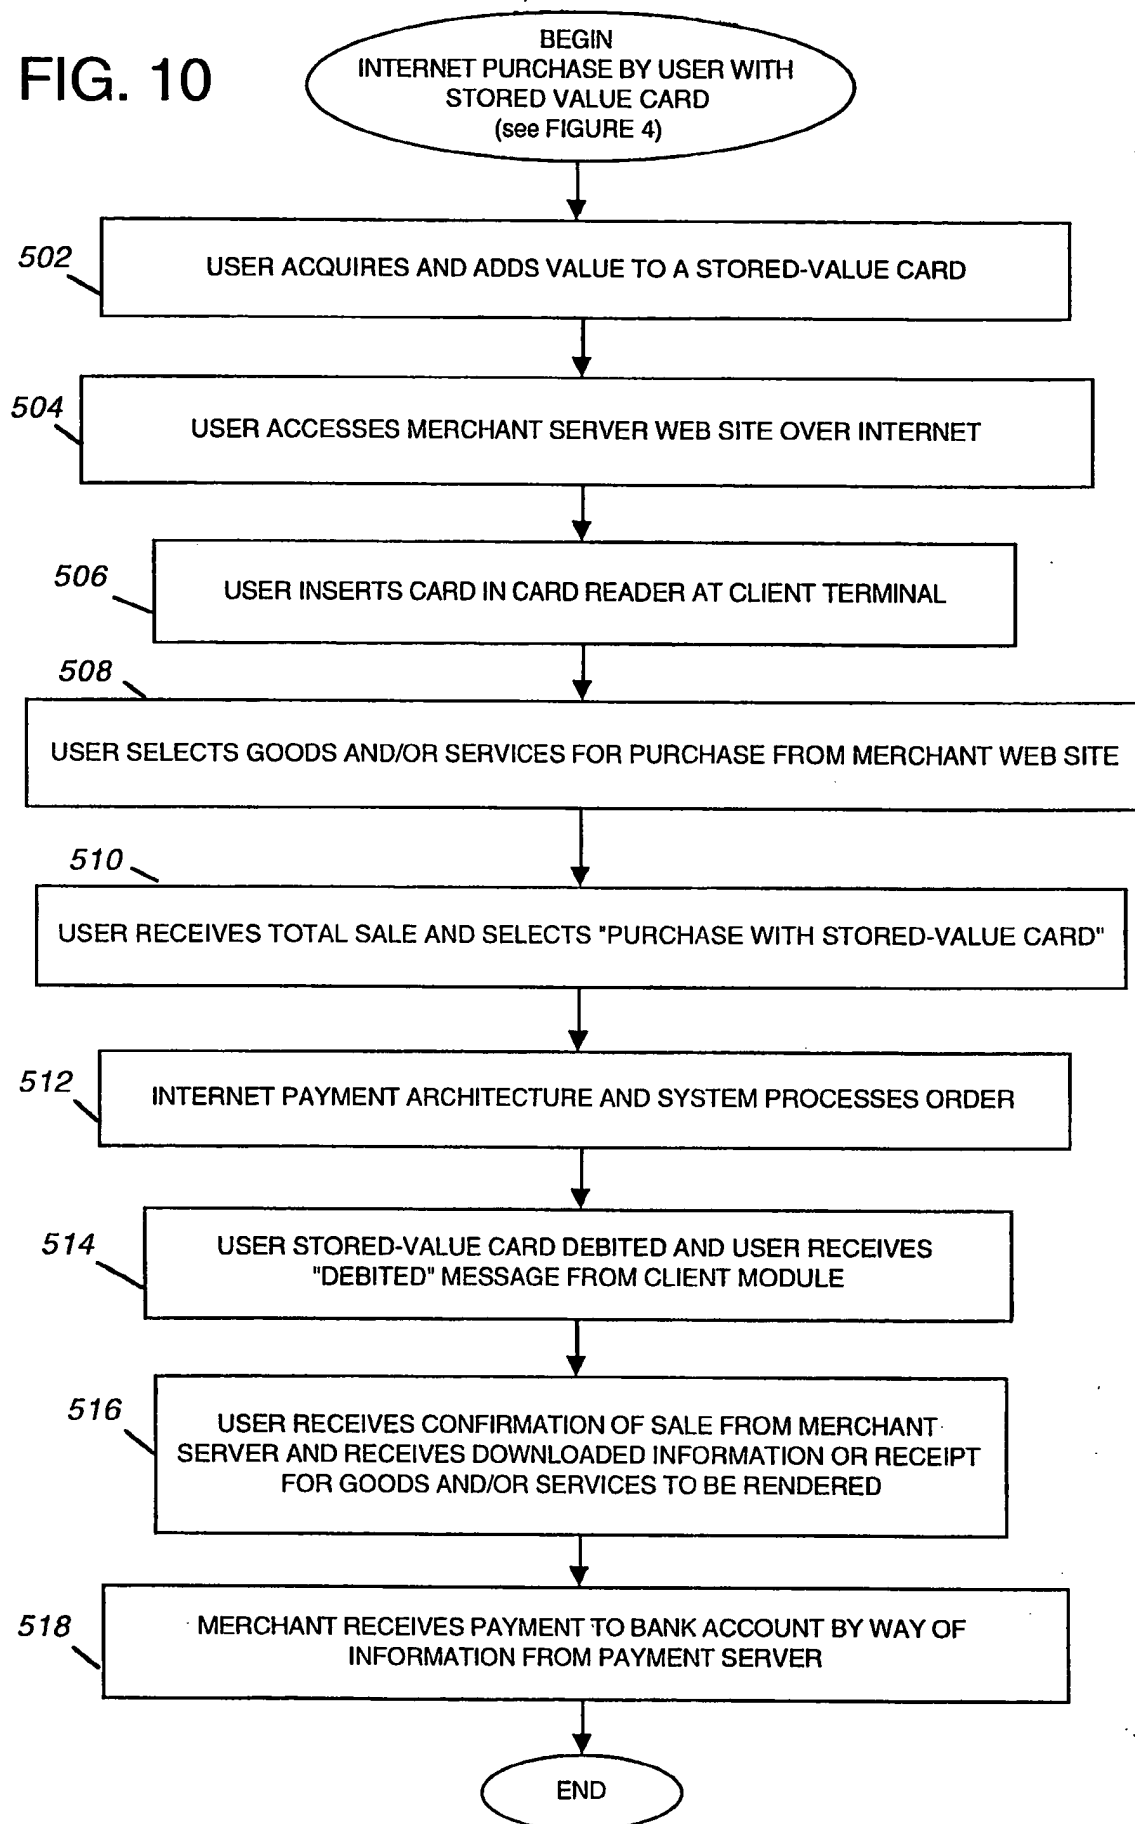 FIG. 10
BEGIN
INTERNET PURCHASE BY USER WITH
STORED VALUE CARD
(see FIGURE 4)
502
USER ACQUIRES AND ADDS VALUE TO A STORED-VALUE CARD
504
USER ACCESSES MERCHANT SERVER WEB SITE OVER INTERNET
506
USER INSERTS CARD IN CARD READER AT CLIENT TERMINAL
508
USER SELECTS GOODS AND/OR SERVICES FOR PURCHASE FROM MERCHANT WEB SITE
510
USER RECEIVES TOTAL SALE AND SELECTS "PURCHASE WITH STORED-VALUE CARD"
512
INTERNET PAYMENT ARCHITECTURE AND SYSTEM PROCESSES ORDER
514
USER STORED-VALUE CARD DEBITED AND USER RECEIVES
"DEBITED" MESSAGE FROM CLIENT MODULE
516
USER RECEIVES CONFIRMATION OF SALE FROM MERCHANT
SERVER AND RECEIVES DOWNLOADED INFORMATION OR RECEIPT
FOR GOODS AND/OR SERVICES TO BE RENDERED
518
MERCHANT RECEIVES PAYMENT TO BANK ACCOUNT BY WAY OF
INFORMATION FROM PAYMENT SERVER
END